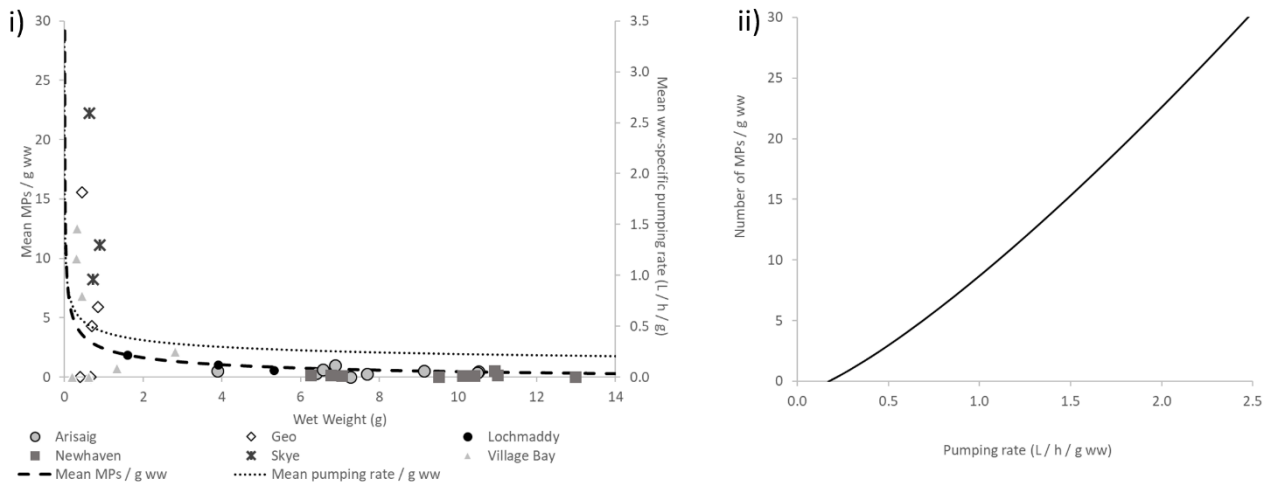 i)
30
25
20
15
10
5
0
Mean MPs / g ww
3.5
3.0
2.5
2.0
1.5
1.0
0.5
0.0
Mean ww-specific pumping rate (L / h / g)
0 2 4 6 8 10 12 14
Wet Weight (g)
Arisaig Geo Lochmaddy
Newhaven Skye Village Bay
Mean MPs / g ww Mean pumping rate / g ww
ii)
30
25
20
15
10
5
0
Number of MPs / g ww
0.0 0.5 1.0 1.5 2.0 2.5
Pumping rate (L / h / g ww)